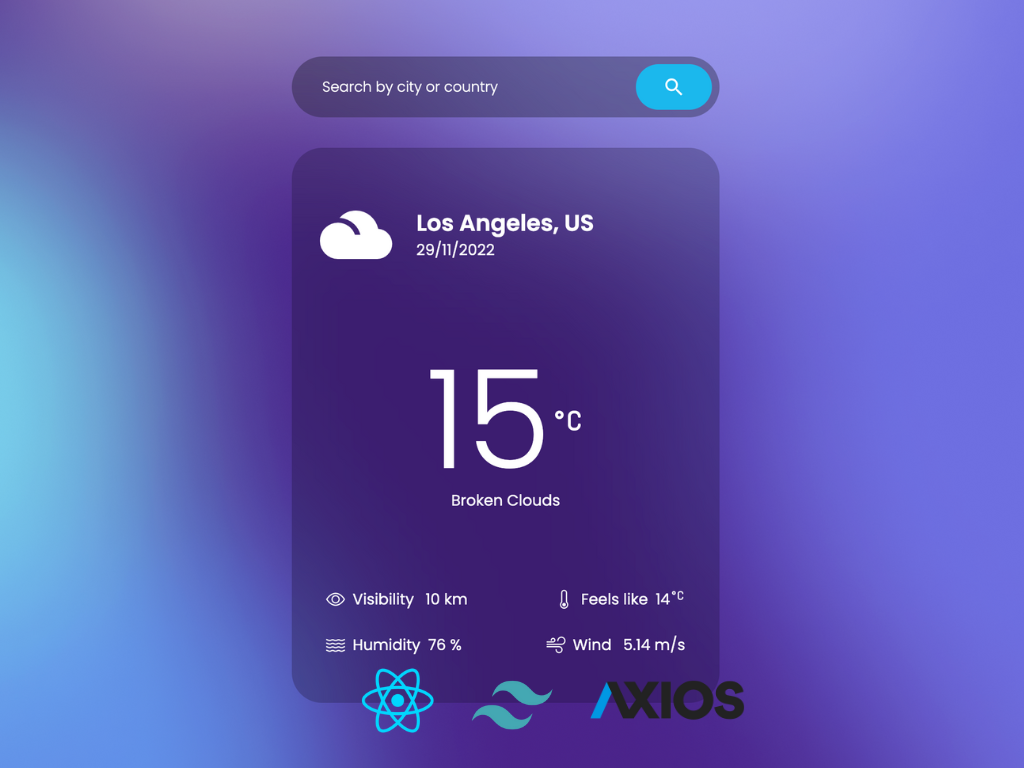 Search by city or country
Los Angeles, US
29/11/2022
15 °C
Broken Clouds
Visibility 10 km
Feels like 14°C
Humidity 76 %
Wind 5.14 m/s
AXIOS